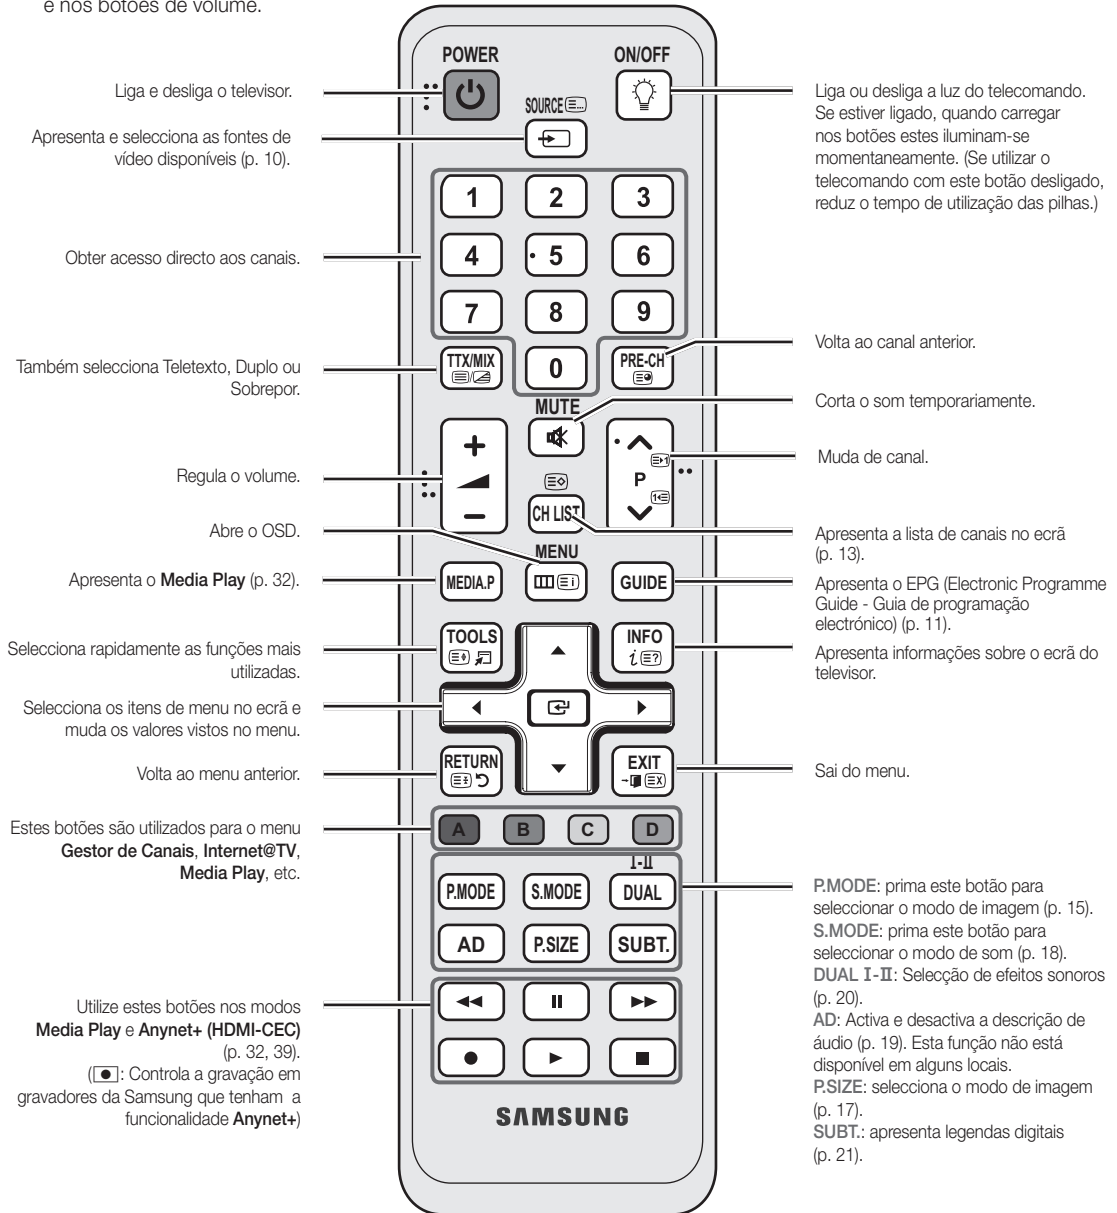 e nos botões de volume.
POWER
ON/OFF
SOURCE
Liga e desliga o televisor.
Apresenta e selecciona as fontes de
vídeo disponíveis (p. 10).
Liga ou desliga a luz do telecomando.
Se estiver ligado, quando carregar
nos botões estes iluminam-se
momentaneamente. (Se utilizar o
telecomando com este botão desligado,
reduz o tempo de utilização das pilhas.)
1 2 3
4 5 6
7 8 9
0
Obter acesso directo aos canais.
TTX/MIX
PRE-CH
Também selecciona Teletexto, Duplo ou
Sobrepor.
Volta ao canal anterior.
MUTE
Corta o som temporariamente.
Regula o volume.
P
Muda de canal.
CH LIST
Abre o OSD.
Apresenta a lista de canais no ecrã
(p. 13).
MENU
Apresenta o Media Play (p. 32).
MEDIA.P
GUIDE
Apresenta o EPG (Electronic Programme
Guide - Guia de programação
electrónico) (p. 11).
TOOLS
INFO
Selecciona rapidamente as funções mais
utilizadas.
Apresenta informações sobre o ecrã do
televisor.
Selecciona os itens de menu no ecrã e
muda os valores vistos no menu.
RETURN
EXIT
Volta ao menu anterior.
Sai do menu.
Estes botões são utilizados para o menu
Gestor de Canais, Internet@TV,
Media Play, etc.
A B C D
I-II
P.MODE S.MODE DUAL
AD P.SIZE SUBT.
P.MODE: prima este botão para
seleccionar o modo de imagem (p. 15).
S.MODE: prima este botão para
seleccionar o modo de som (p. 18).
DUAL I-II: Selecção de efeitos sonoros
(p. 20).
AD: Activa e desactiva a descrição de
áudio (p. 19). Esta função não está
disponível em alguns locais.
P.SIZE: selecciona o modo de imagem
(p. 17).
SUBT.: apresenta legendas digitais
(p. 21).
Utilize estes botões nos modos
Media Play e Anynet+ (HDMI-CEC)
(p. 32, 39).
(●: Controla a gravação em
gravadores da Samsung que tenham a
funcionalidade Anynet+)
SAMSUNG